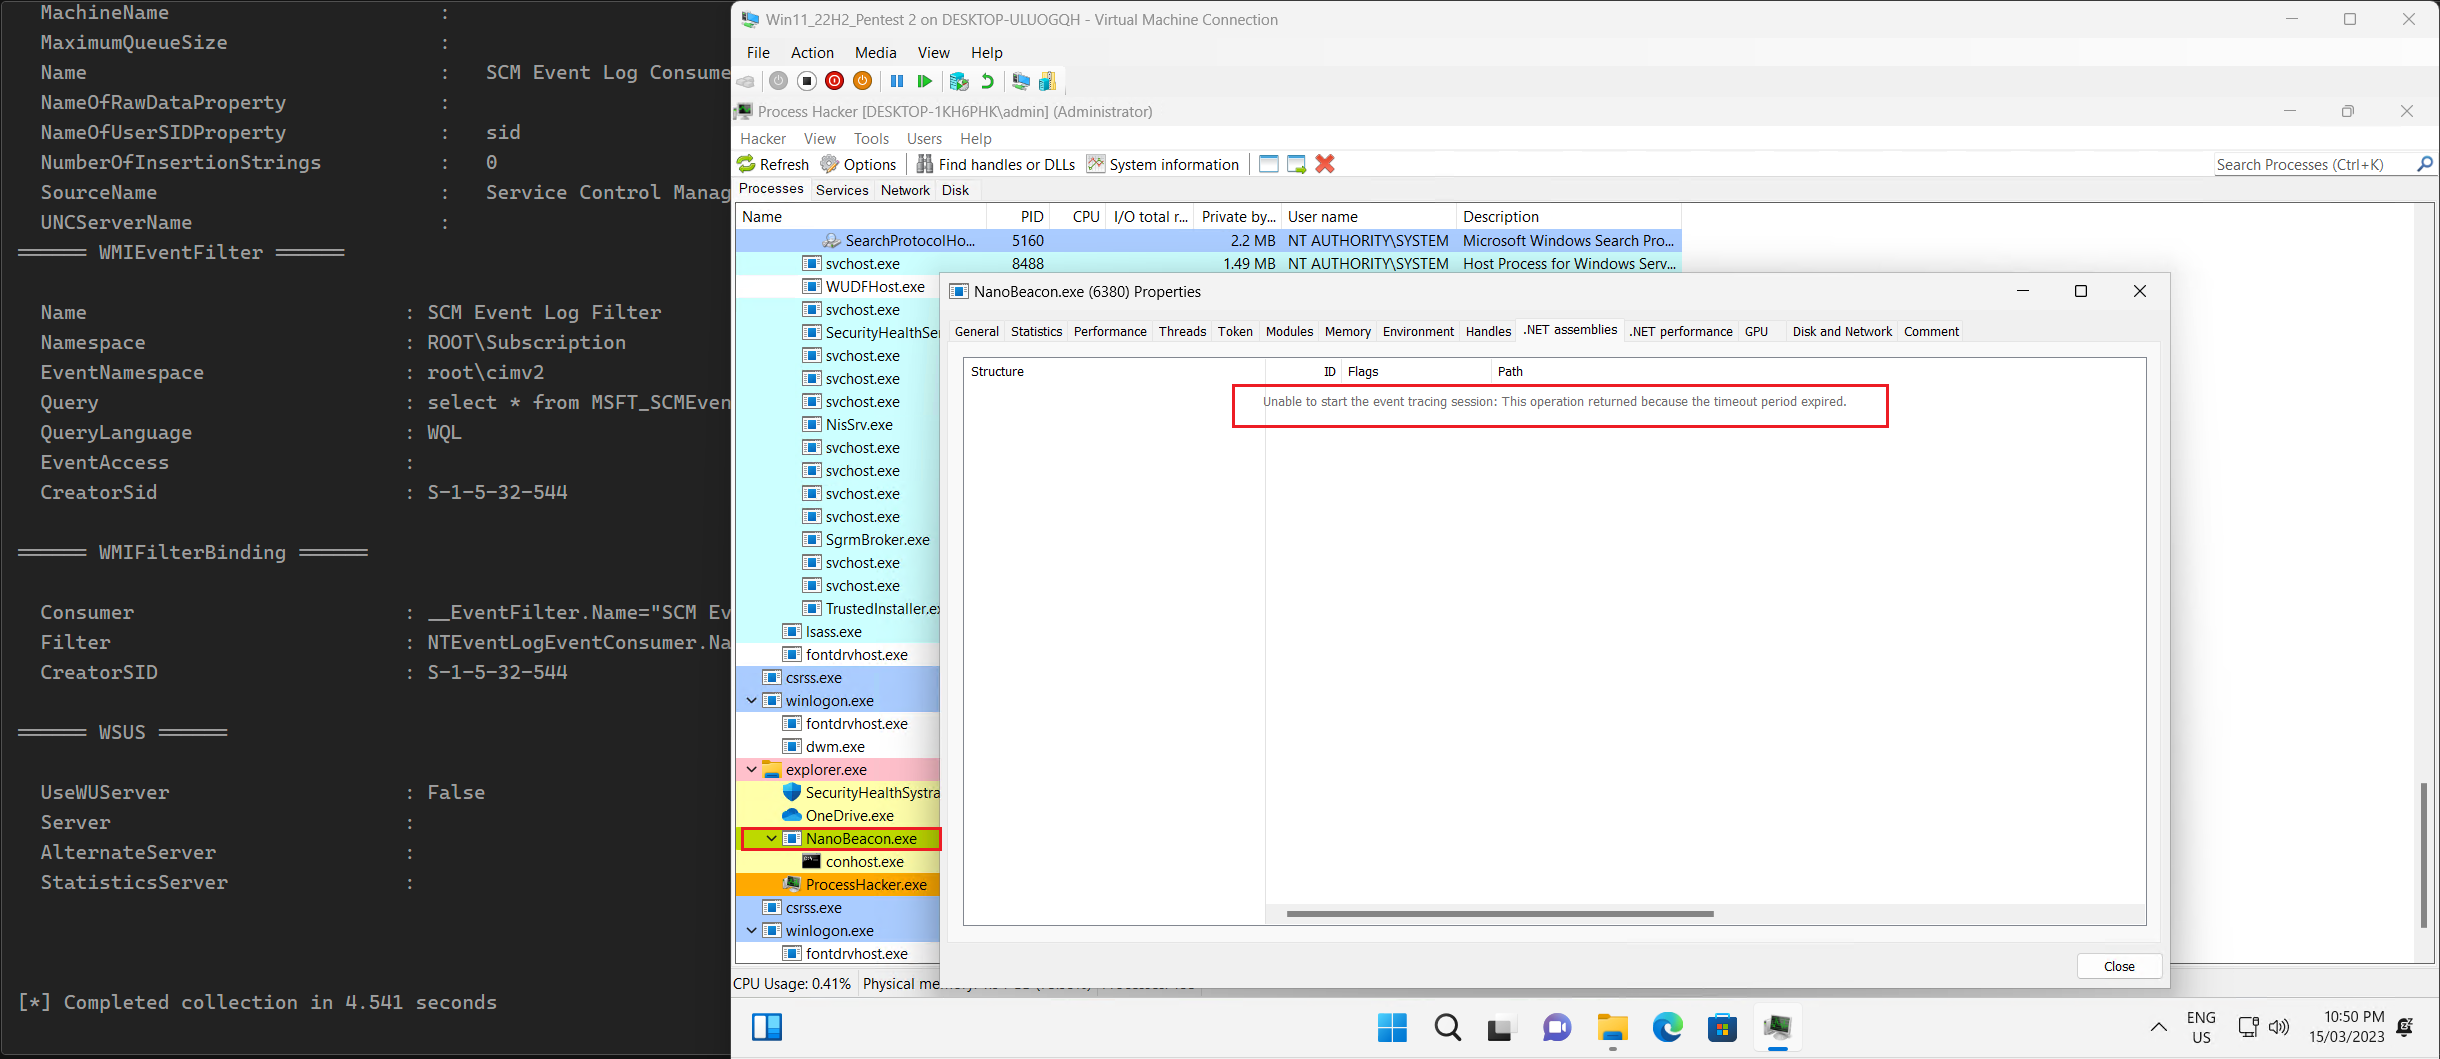 MachineName :
MaximumQueueSize :
Name : SCM Event Log Consume
NameOfRawDataProperty :
NameOfUserSIDProperty : sid
NumberOfInsertionStrings : 0
SourceName : Service Control Manag
UNCServerName :
====== WMIEventFilter ======
Name : SCM Event Log Filter
Namespace : ROOT\Subscription
EventNamespace : root\cimv2
Query : select * from MSFT_SCMEven
QueryLanguage : WQL
EventAccess :
CreatorSid : S-1-5-32-544
====== WMIFilterBinding ======
Consumer : __EventFilter.Name="SCM Ev
Filter : NTEventLogEventConsumer.Na
CreatorSID : S-1-5-32-544
====== WSUS ======
UseWUServer : False
Server :
AlternateServer :
StatisticsServer :
[*] Completed collection in 4.541 seconds
Win11_22H2_Pentest 2 on DESKTOP-ULUOGQH - Virtual Machine Connection
File Action Media View Help
Process Hacker [DESKTOP-1KH6PHK\admin] (Administrator)
Hacker View Tools Users Help
Refresh Options Find handles or DLLs System information Search Processes (Ctrl+K)
Processes Services Network Disk
Name PID CPU I/O total r... Private by... User name Description
SearchProtocolHo... 5160 2.2 MB NT AUTHORITY\SYSTEM Microsoft Windows Search Pro...
svchost.exe 8488 1.49 MB NT AUTHORITY\SYSTEM Host Process for Windows Serv...
WUDFHost.exe
svchost.exe
SecurityHealthSer
svchost.exe
svchost.exe
svchost.exe
NisSrv.exe
svchost.exe
svchost.exe
svchost.exe
svchost.exe
SgrmBroker.exe
svchost.exe
svchost.exe
TrustedInstaller.ex
lsass.exe
fontdrvhost.exe
csrss.exe
winlogon.exe
fontdrvhost.exe
dwm.exe
explorer.exe
SecurityHealthSystra
OneDrive.exe
NanoBeacon.exe
conhost.exe
ProcessHacker.exe
csrss.exe
winlogon.exe
fontdrvhost.exe
CPU Usage: 0.41% Physical me
NanoBeacon.exe (6380) Properties
General Statistics Performance Threads Token Modules Memory Environment Handles .NET assemblies .NET performance GPU Disk and Network Comment
Structure ID Flags Path
Unable to start the event tracing session: This operation returned because the timeout period expired.
Close
ENG
US
10:50 PM
15/03/2023